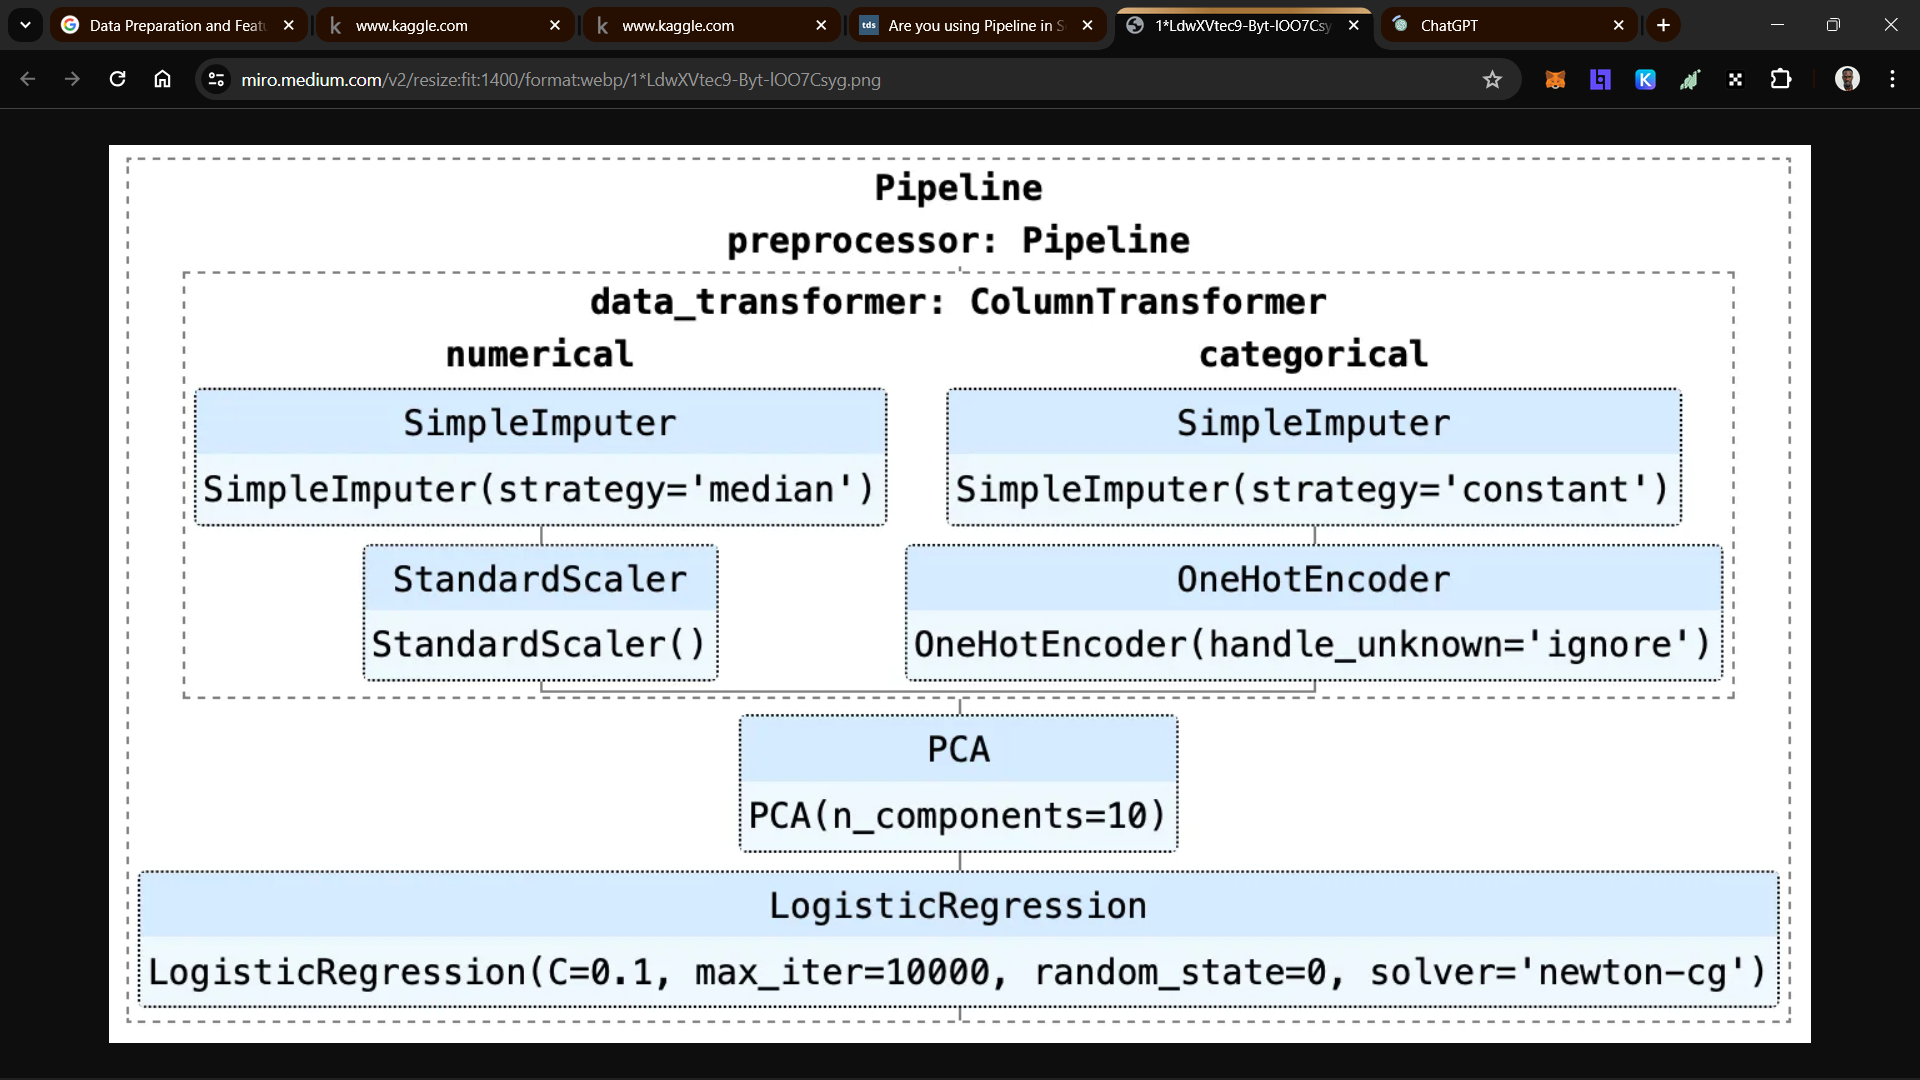 Data Preparation and Featu
www.kaggle.com
www.kaggle.com
tds Are you using Pipeline in S
1*LdwXVtec9-Byt-lOO7Csy
ChatGPT
miro.medium.com/v2/resize:fit:1400/format:webp/1*LdwXVtec9-Byt-lOO7Csyg.png
Pipeline
preprocessor: Pipeline
data_transformer: ColumnTransformer
numerical
categorical
SimpleImputer
SimpleImputer
SimpleImputer(strategy='median')
SimpleImputer(strategy='constant')
StandardScaler
OneHotEncoder
StandardScaler()
OneHotEncoder(handle_unknown='ignore')
PCA
PCA(n_components=10)
LogisticRegression
LogisticRegression(C=0.1, max_iter=10000, random_state=0, solver='newton-cg')